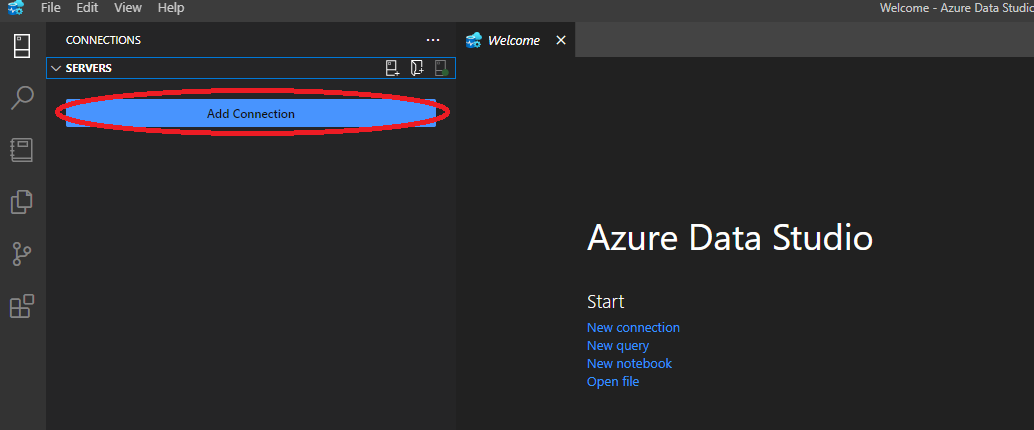 File Edit View Help
Welcome - Azure Data Studio
CONNECTIONS
SERVERS
Add Connection
Welcome
Azure Data Studio
Start
New connection
New query
New notebook
Open file